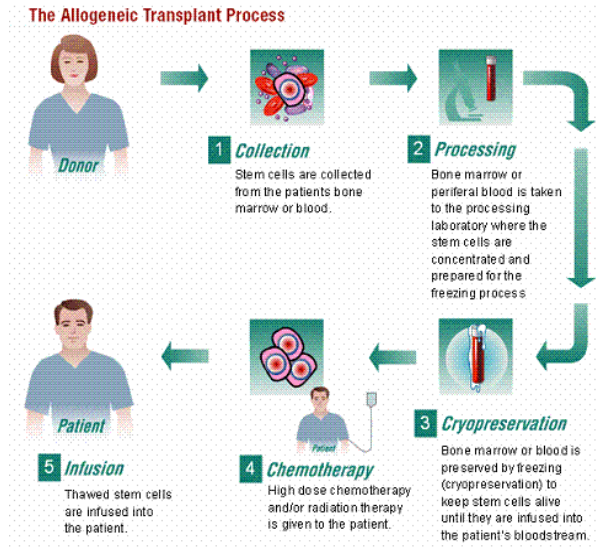 The Allogeneic Transplant Process
Donor
1 Collection
Stem cells are collected
from the patients bone
marrow or blood.
2 Processing
Bone marrow or
periferal blood is taken
to the processing
laboratory where the
stem cells are
concentrated and
prepared for the
freezing process
3 Cryopreservation
Bone marrow or blood is
preserved by freezing
(cryopreservation) to
keep stem cells alive
until they are infused into
the patient's bloodstream.
Patient
4 Chemotherapy
High dose chemotherapy
and/or radiation therapy
is given to the patient.
Patient
5 Infusion
Thawed stem cells
are infused into
the patient.